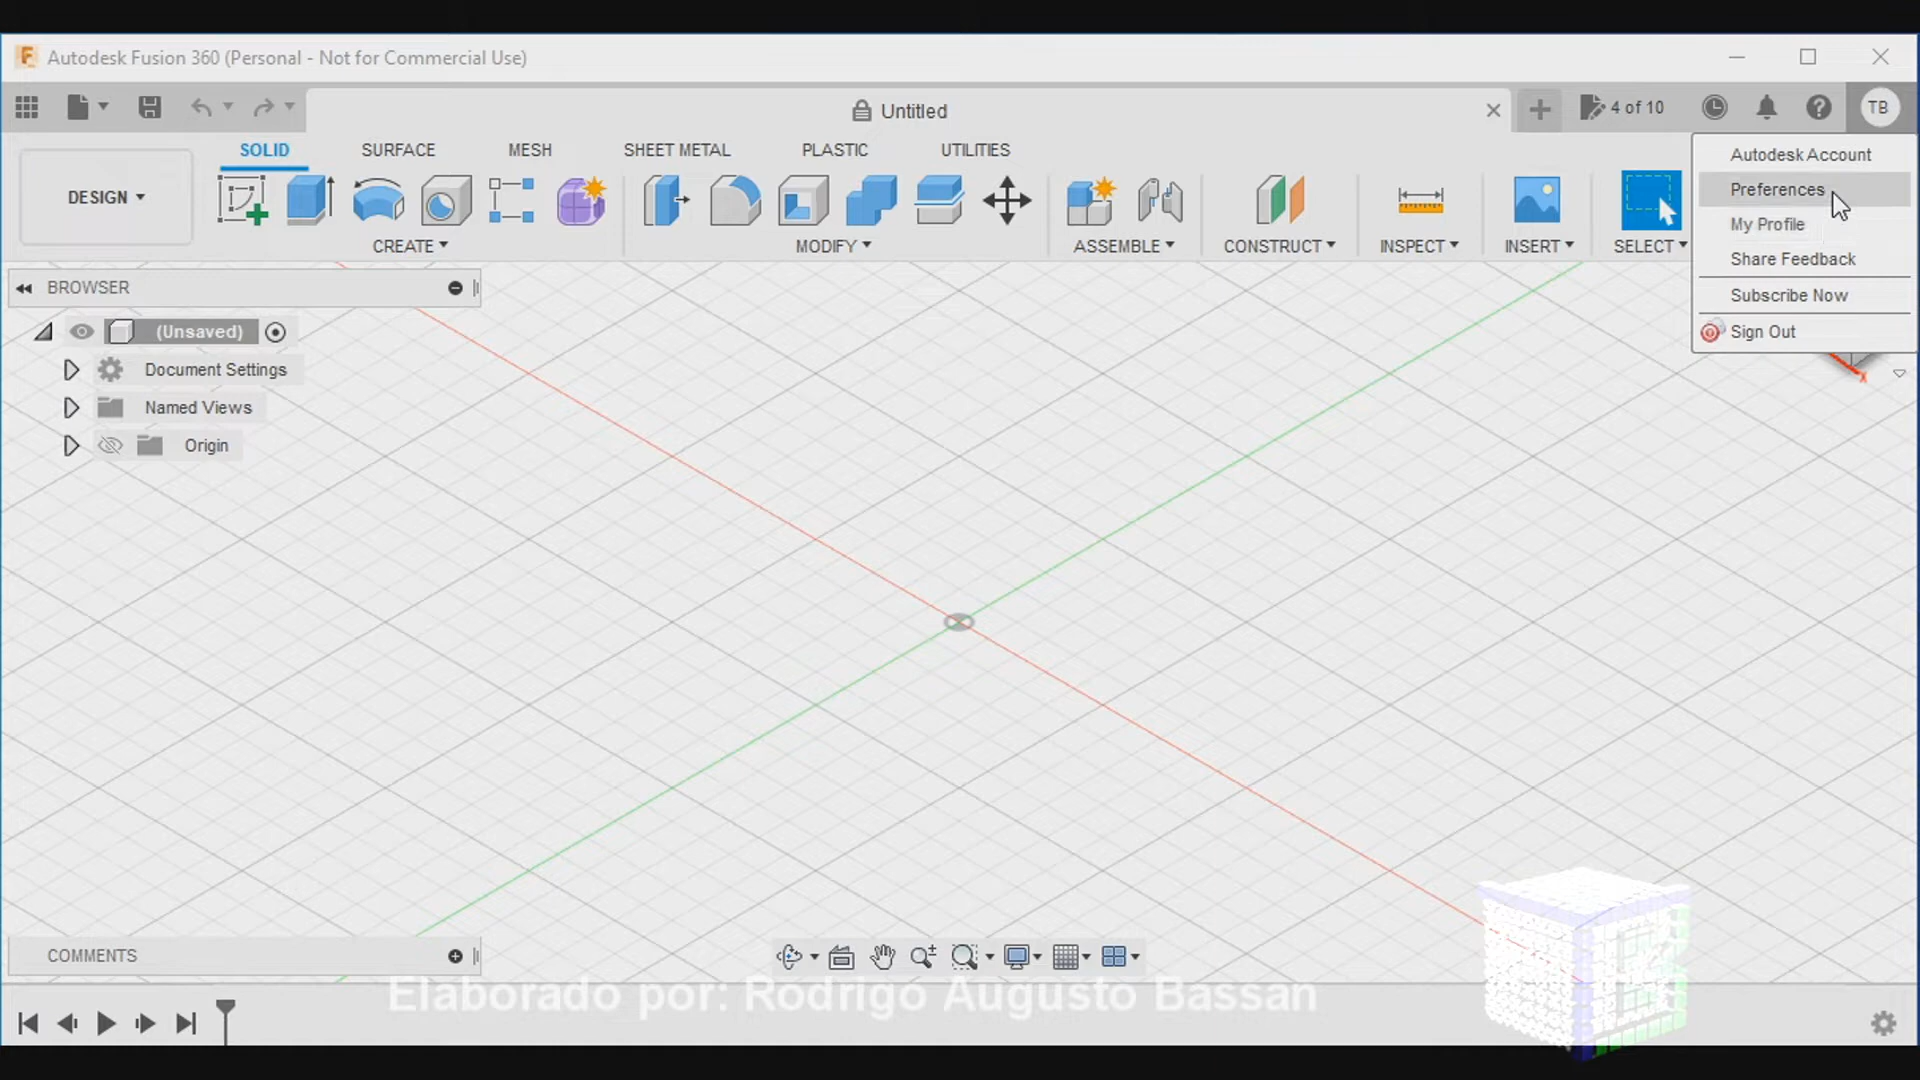 Autodesk Fusion 360 (Personal - Not for Commercial Use)
Untitled
4 of 10
TB
SOLID
SURFACE
MESH
SHEET METAL
PLASTIC
UTILITIES
DESIGN
CREATE
MODIFY
ASSEMBLE
CONSTRUCT
INSPECT
INSERT
SELECT
Autodesk Account
Preferences
My Profile
Share Feedback
Subscribe Now
Sign Out
BROWSER
(Unsaved)
Document Settings
Named Views
Origin
X
COMMENTS
Elaborado por: Rodrigo Augusto Bassan